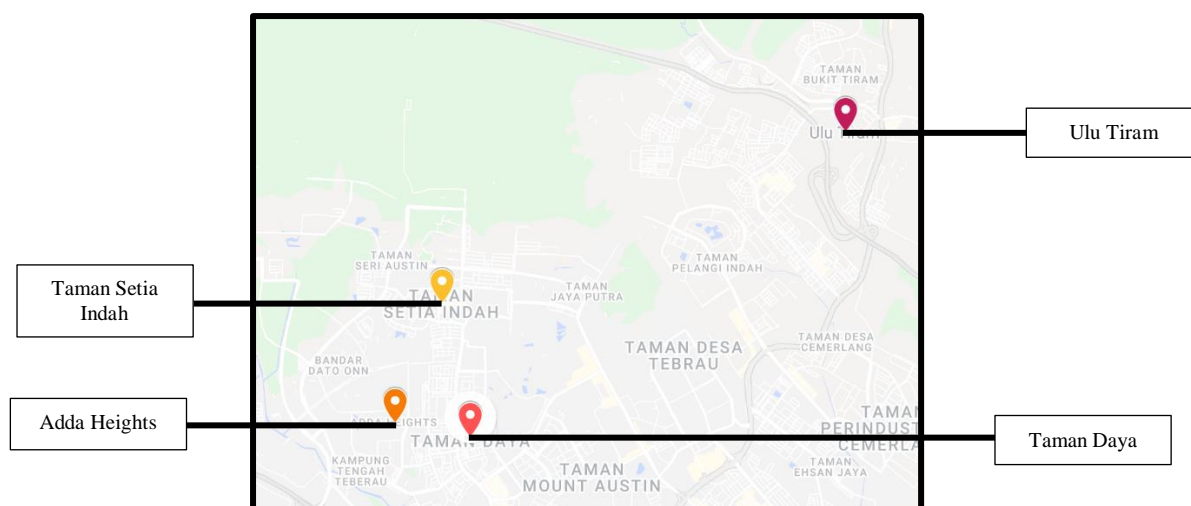 TAMAN
BUKIT TIRAM
Ulu Tiram
Ulu Tiram
TAMAN
SERI AUSTIN
TAMAN
PELANGI INDAH
Taman Setia
Indah
TAMAN
SETIA INDAH
TAMAN
JAYA PUTRA
TAMAN DESA
TEBRAU
TAMAN DESA
CEMERLANG
BANDAR
DATO ONN
Adda Heights
ADDA HEIGHTS
TAMAN DAYA
TAMAN
PERINDUST
CEMERLA
Taman Daya
KAMPUNG
TENGAH
TEBERAU
TAMAN
MOUNT AUSTIN
TAMAN
EHSAN JAYA